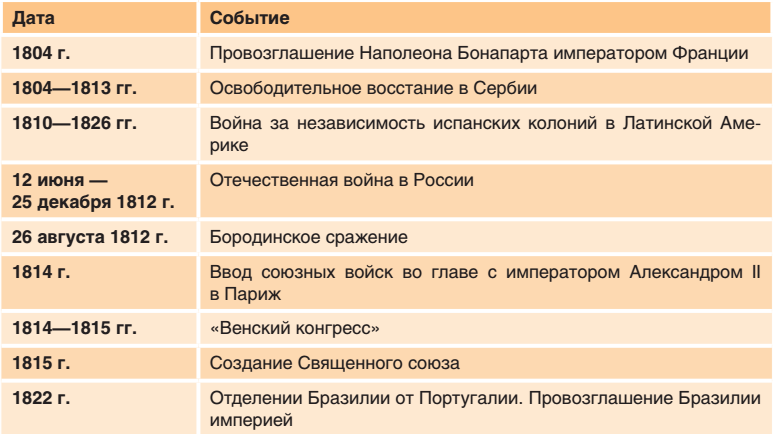 Дата Событие
1804 г. Провозглашение Наполеона Бонапарта императором Франции
1804—1813 гг. Освободительное восстание в Сербии
1810—1826 гг. Война за независимость испанских колоний в Латинской Аме-
рике
12 июня — Отечественная война в России
25 декабря 1812 г.
26 августа 1812 г. Бородинское сражение
1814 г. Ввод союзных войск во главе с императором Александром II
в Париж
1814—1815 гг. «Венский конгресс»
1815 г. Создание Священного союза
1822 г. Отделении Бразилии от Португалии. Провозглашение Бразилии
империей